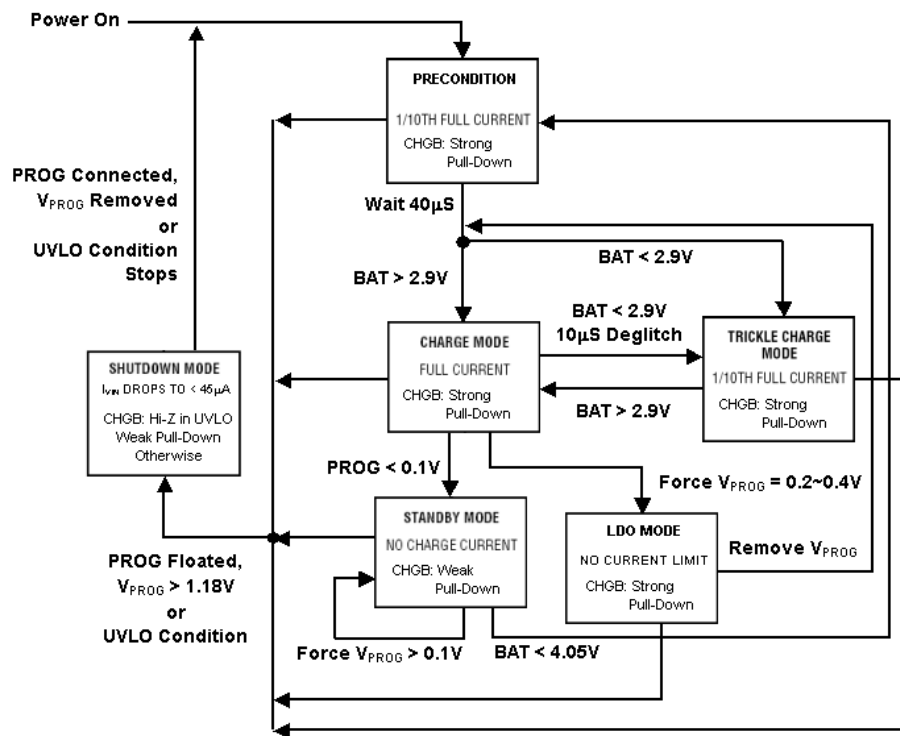 Power On
PRECONDITION
1/10TH FULL CURRENT
CHGB: Strong
Pull-Down
PROG Connected,
VPROG Removed
or
UVLO Condition
Stops
Wait 40µS
BAT < 2.9V
BAT > 2.9V
BAT < 2.9V
10µS Deglitch
CHARGE MODE
FULL CURRENT
CHGB: Strong
Pull-Down
TRICKLE CHARGE
MODE
1/10TH FULL CURRENT
CHGB: Strong
Pull-Down
SHUTDOWN MODE
IVIN DROPS TO < 45µA
CHGB: Hi-Z in UVLO
Weak Pull-Down
Otherwise
BAT > 2.9V
PROG < 0.1V
Force VPROG = 0.2~0.4V
STANDBY MODE
NO CHARGE CURRENT
CHGB: Weak
Pull-Down
LDO MODE
NO CURRENT LIMIT
CHGB: Strong
Pull-Down
Remove VPROG
PROG Floated,
VPROG > 1.18V
or
UVLO Condition
Force VPROG > 0.1V
BAT < 4.05V